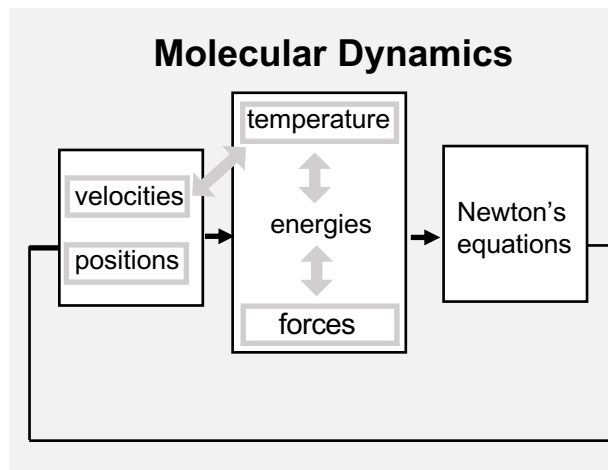 Molecular Dynamics
velocities
positions
temperature
energies
forces
Newton's
equations